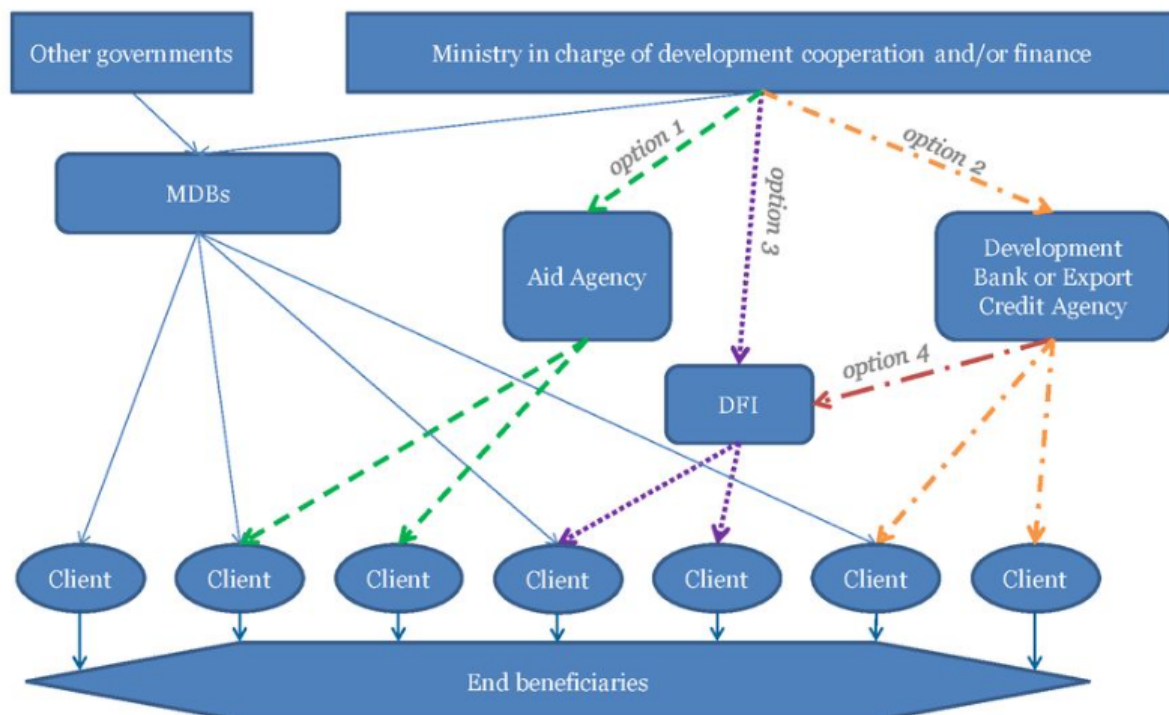 Other governments
Ministry in charge of development cooperation and/or finance
option 1
option 2
option 3
MDBs
Aid Agency
Development
Bank or Export
Credit Agency
option 4
DFI
Client
Client
Client
Client
Client
Client
Client
End beneficiaries